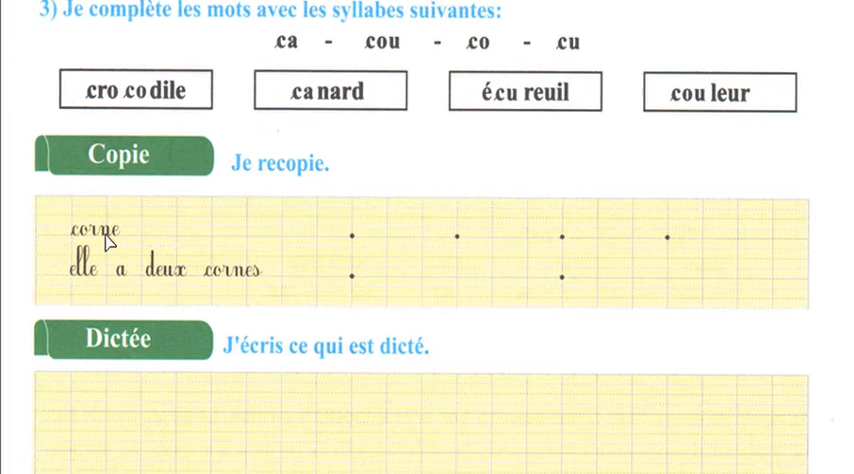 3) Je complète les mots avec les syllabes suivantes:
ca - cou - co - cu
cro co dile
ca nard
é cu reuil
cou leur
Copie
Je recopie.
corne
elle a deux cornes
Dictée
J'écris ce qui est dicté.